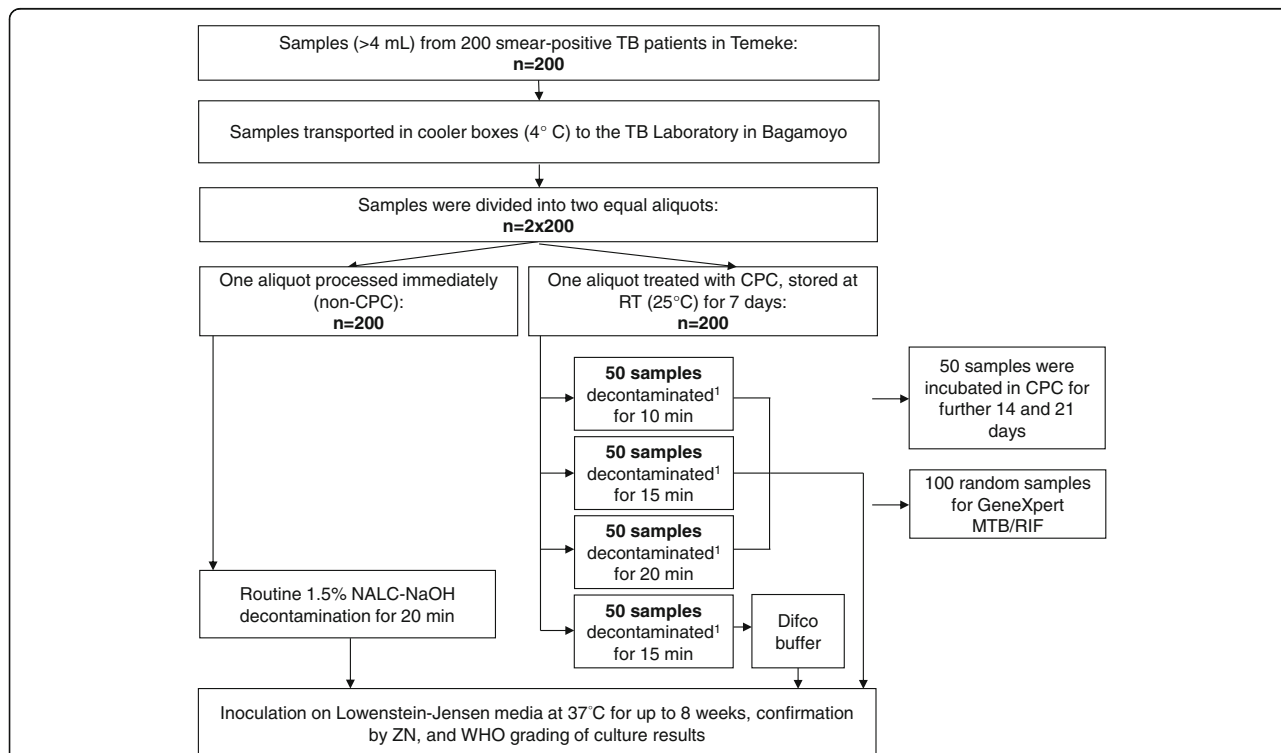 Samples (>4 mL) from 200 smear-positive TB patients in Temeke:
n=200
Samples transported in cooler boxes (4° C) to the TB Laboratory in Bagamoyo
Samples were divided into two equal aliquots:
n=2x200
One aliquot processed immediately
(non-CPC):
n=200
One aliquot treated with CPC, stored at
RT (25°C) for 7 days:
n=200
50 samples
decontaminated¹
for 10 min
50 samples were
incubated in CPC for
further 14 and 21
days
50 samples
decontaminated¹
for 15 min
100 random samples
for GeneXpert
MTB/RIF
50 samples
decontaminated¹
for 20 min
Routine 1.5% NALC-NaOH
decontamination for 20 min
50 samples
decontaminated¹
for 15 min
Difco
buffer
Inoculation on Lowenstein-Jensen media at 37°C for up to 8 weeks, confirmation
by ZN, and WHO grading of culture results